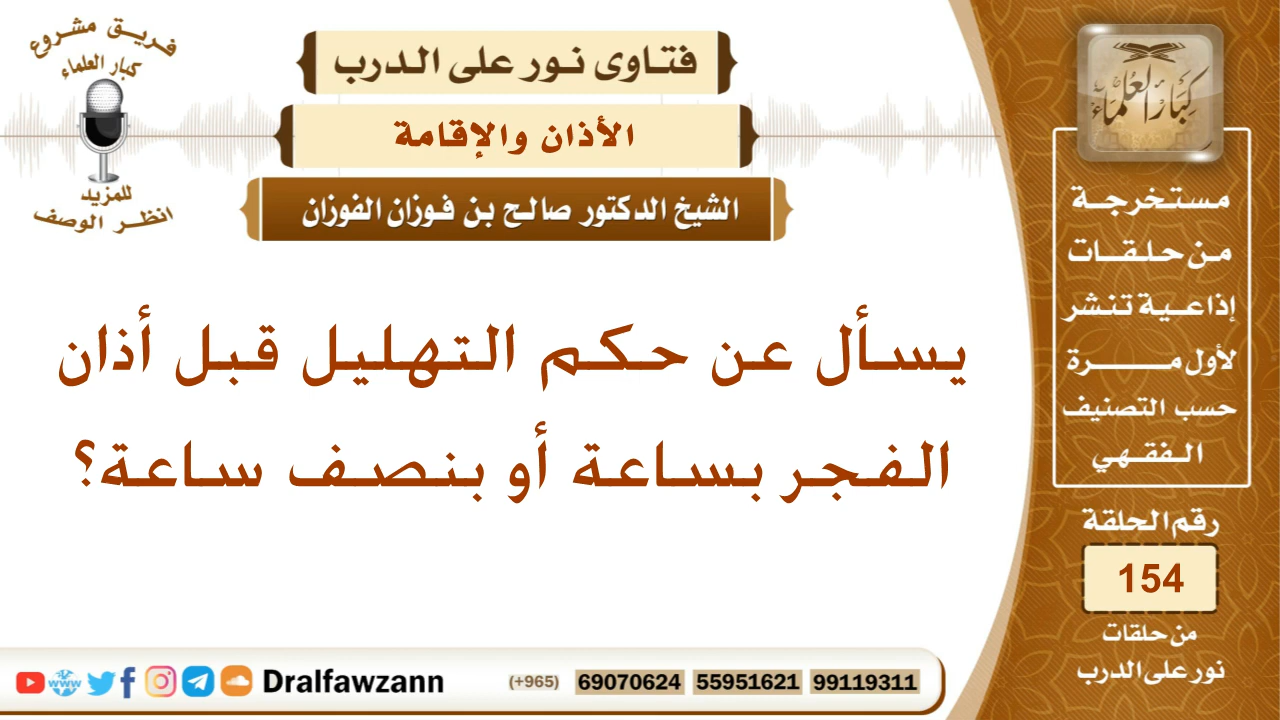 فريق مشروع
كبار العلماء
للمزيد
انظر الوصف
فتاوى نور على الدرب
الأذان والإقامة
الشيخ الدكتور صالح بن فوزان الفوزان
يسأل عن حكم التهليل قبل أذان
الفجر بساعة أو بنصف ساعة؟
كبار العلماء
مستخرجة
من حلقات
إذاعية تنشر
لأول مرة
حسب التصنيف
الفقهي
رقم الحلقة
154
من حلقات
نور على الدرب
www Dralfawzann (+965) 69070624 55951621 99119311